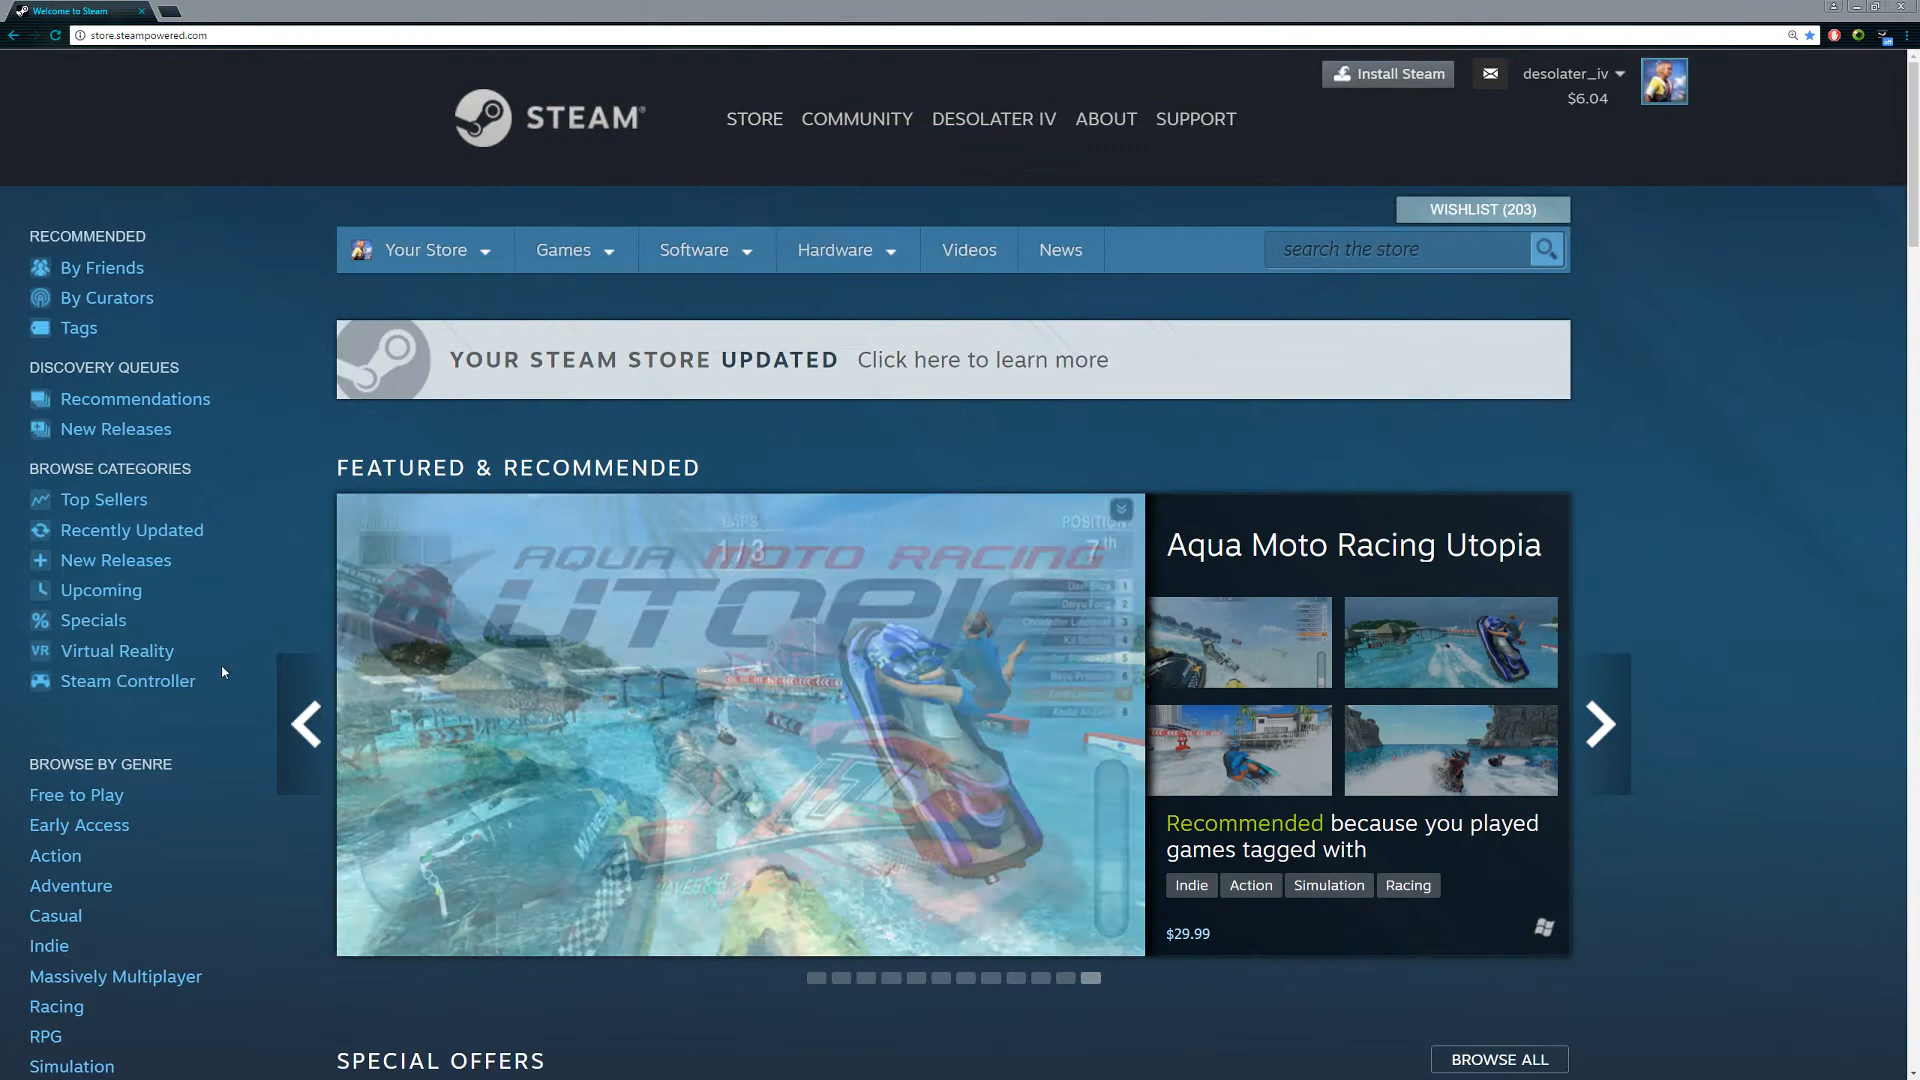 Welcome to Steam
store.steampowered.com
Install Steam
desolater_iv
$6.04
STEAM®
STORE COMMUNITY DESOLATER IV ABOUT SUPPORT
WISHLIST (203)
Your Store Games Software Hardware Videos News
search the store
RECOMMENDED
By Friends
By Curators
Tags
DISCOVERY QUEUES
Recommendations
New Releases
BROWSE CATEGORIES
Top Sellers
Recently Updated
New Releases
Upcoming
Specials
VR Virtual Reality
Steam Controller
BROWSE BY GENRE
Free to Play
Early Access
Action
Adventure
Casual
Indie
Massively Multiplayer
Racing
RPG
Simulation
YOUR STEAM STORE UPDATED Click here to learn more
FEATURED & RECOMMENDED
LAPS
1/3
POSITION
7th
AQUA MOTO RACING
UTOPIA
Aqua Moto Racing Utopia
Recommended because you played
games tagged with
Indie Action Simulation Racing
$29.99
SPECIAL OFFERS
BROWSE ALL